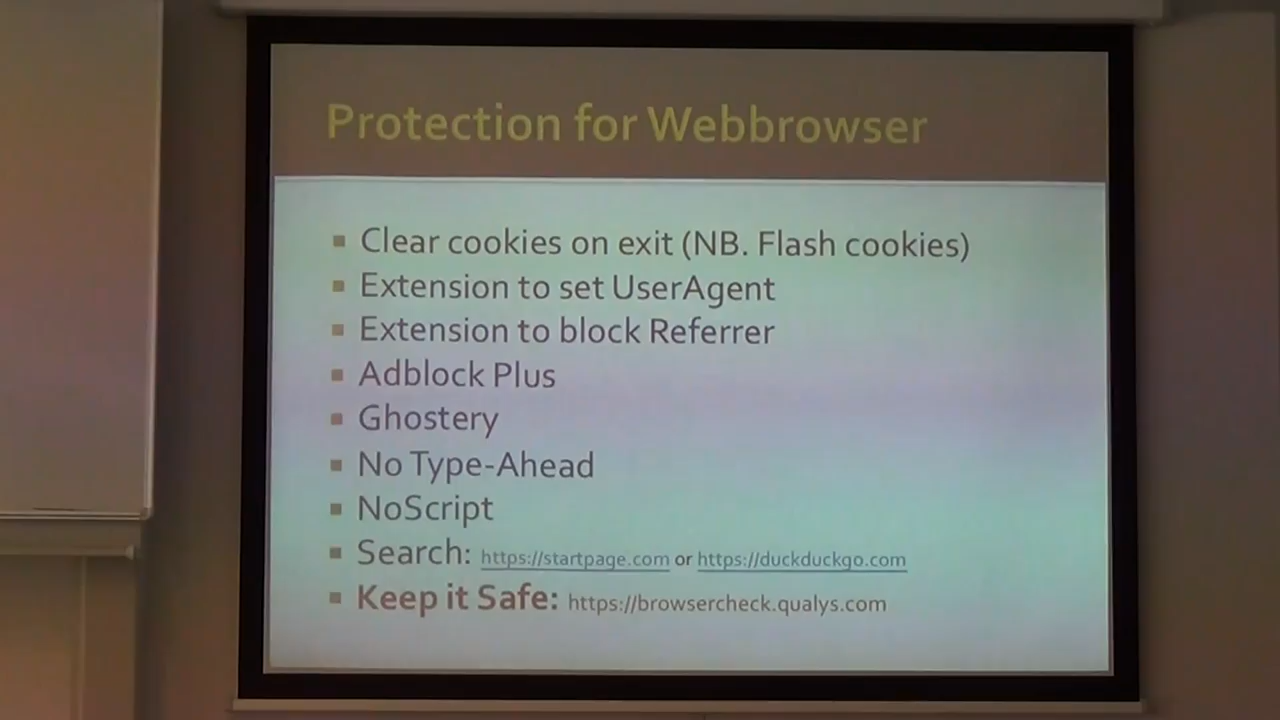 Protection for Webbrowser
Clear cookies on exit (NB. Flash cookies)
Extension to set UserAgent
Extension to block Referrer
Adblock Plus
Ghostery
No Type-Ahead
NoScript
Search: https://startpage.com or https://duckduckgo.com
Keep it Safe: https://browsercheck.qualys.com